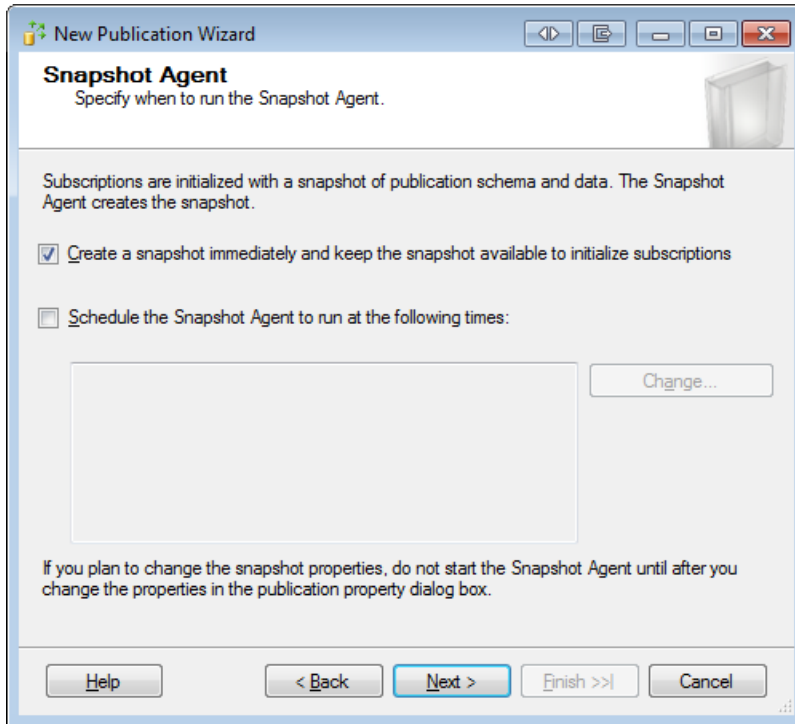 New Publication Wizard
Snapshot Agent
Specify when to run the Snapshot Agent.
Subscriptions are initialized with a snapshot of publication schema and data. The Snapshot
Agent creates the snapshot.
Create a snapshot immediately and keep the snapshot available to initialize subscriptions
Schedule the Snapshot Agent to run at the following times:
Change...
If you plan to change the snapshot properties, do not start the Snapshot Agent until after you
change the properties in the publication property dialog box.
Help
< Back
Next >
Finish >>|
Cancel